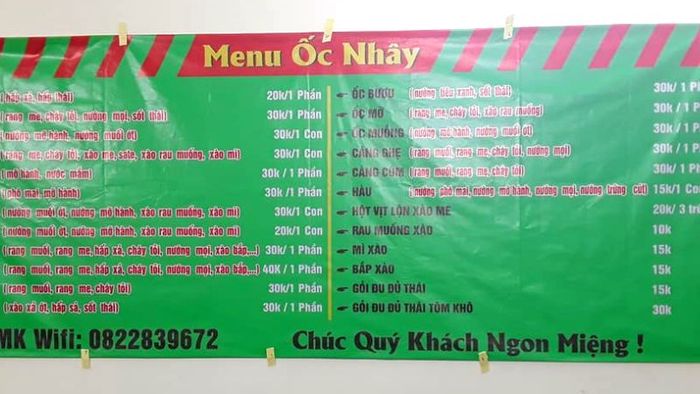 Menu Ốc Nhây
( hấp xả, hấp thái) 20k/1 Phần
( rang me, cháy tỏi, nướng mọi, sốt thái) 30k/1 Phần
( nướng mỡ hành, nướng muối ớt) 30k/1 Con
( rang me, cháy tỏi, xào me, sate, xào rau muống, xào mì) 30k/1 Con
( mỡ hành, nước mắm) 30k / 1 Phần
( phô mai, mỡ hành) 30k/1 Phần
( nướng muối ớt, nướng mỡ hành, xào rau muống, xào mì) 30k/1 Con
( nướng muối ớt, nướng mỡ hành, xào rau muống, xào mì) 20k/1 Con
( rang muối, rang me, hấp xả, cháy tỏi, nướng mọi, xào bắp,...) 30k/1 Phần
( rang muối, rang me, hấp xả, cháy tỏi, nướng mọi, xào bắp,...) 40K / 1 Phần
( rang muối, rang me, cháy tỏi) 30k/1 Phần
( xào xả ớt, hấp sả, sốt thái) 30k / 1 Phần
ỐC BƯƠU ( nướng tiêu xanh, sốt thái) 30k/ 1
ỐC MỠ ( rang me, cháy tỏi, xào rau muống) 30k / 1
ỐC MUỐNG ( nướng mỡ hành, nướng muối ớt) 30k / 1
CÀNG GHẸ ( rang muối, rang me, cháy tỏi, nướng mọi) 30k / 1
CÀNG CÚM ( rang muối, rang me, cháy tỏi) 30k / 1
HÀU ( nướng phô mai, nướng mỡ hành, nướng mọi, nướng trứng cút) 15k/1 Con
HỘT VỊT LỘN XÀO ME 20k/ 3
RAU MUỐNG XÀO 10k
MÌ XÀO 15k
BẮP XÀO 15k
GỎI ĐU ĐỦ THÁI 15k
GỎI ĐU ĐỦ THÁI TÔM KHÔ 30k
MK Wifi: 0822839672
Chúc Quý Khách Ngon Miệng !